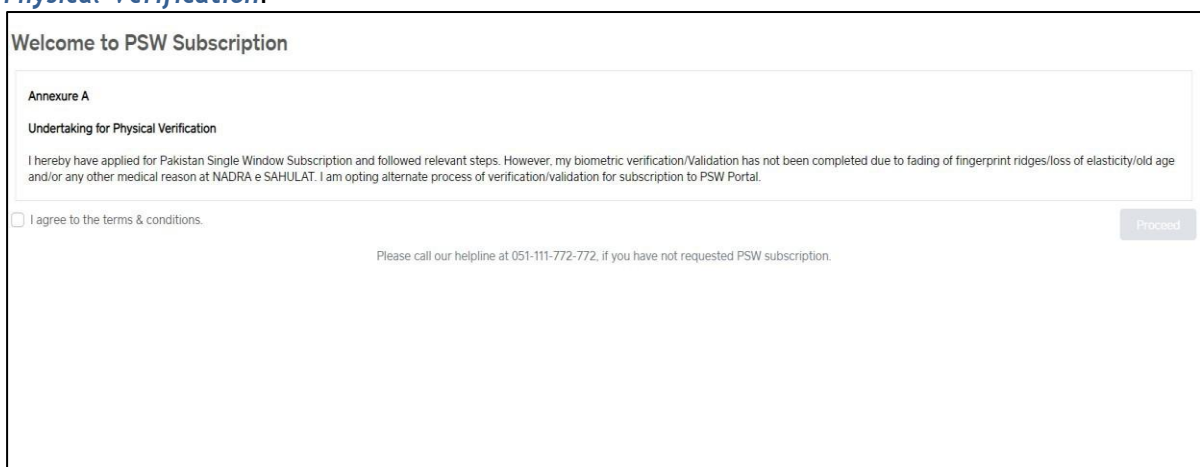 Physical Verification.
Welcome to PSW Subscription
Annexure A
Undertaking for Physical Verification
I hereby have applied for Pakistan Single Window Subscription and followed relevant steps. However, my biometric verification/Validation has not been completed due to fading of fingerprint ridges/loss of elasticity/old age
and/or any other medical reason at NADRA e SAHULAT. I am opting alternate process of verification/validation for subscription to PSW Portal.
I agree to the terms & conditions.
Proceed
Please call our helpline at 051-111-772-772, if you have not requested PSW subscription.